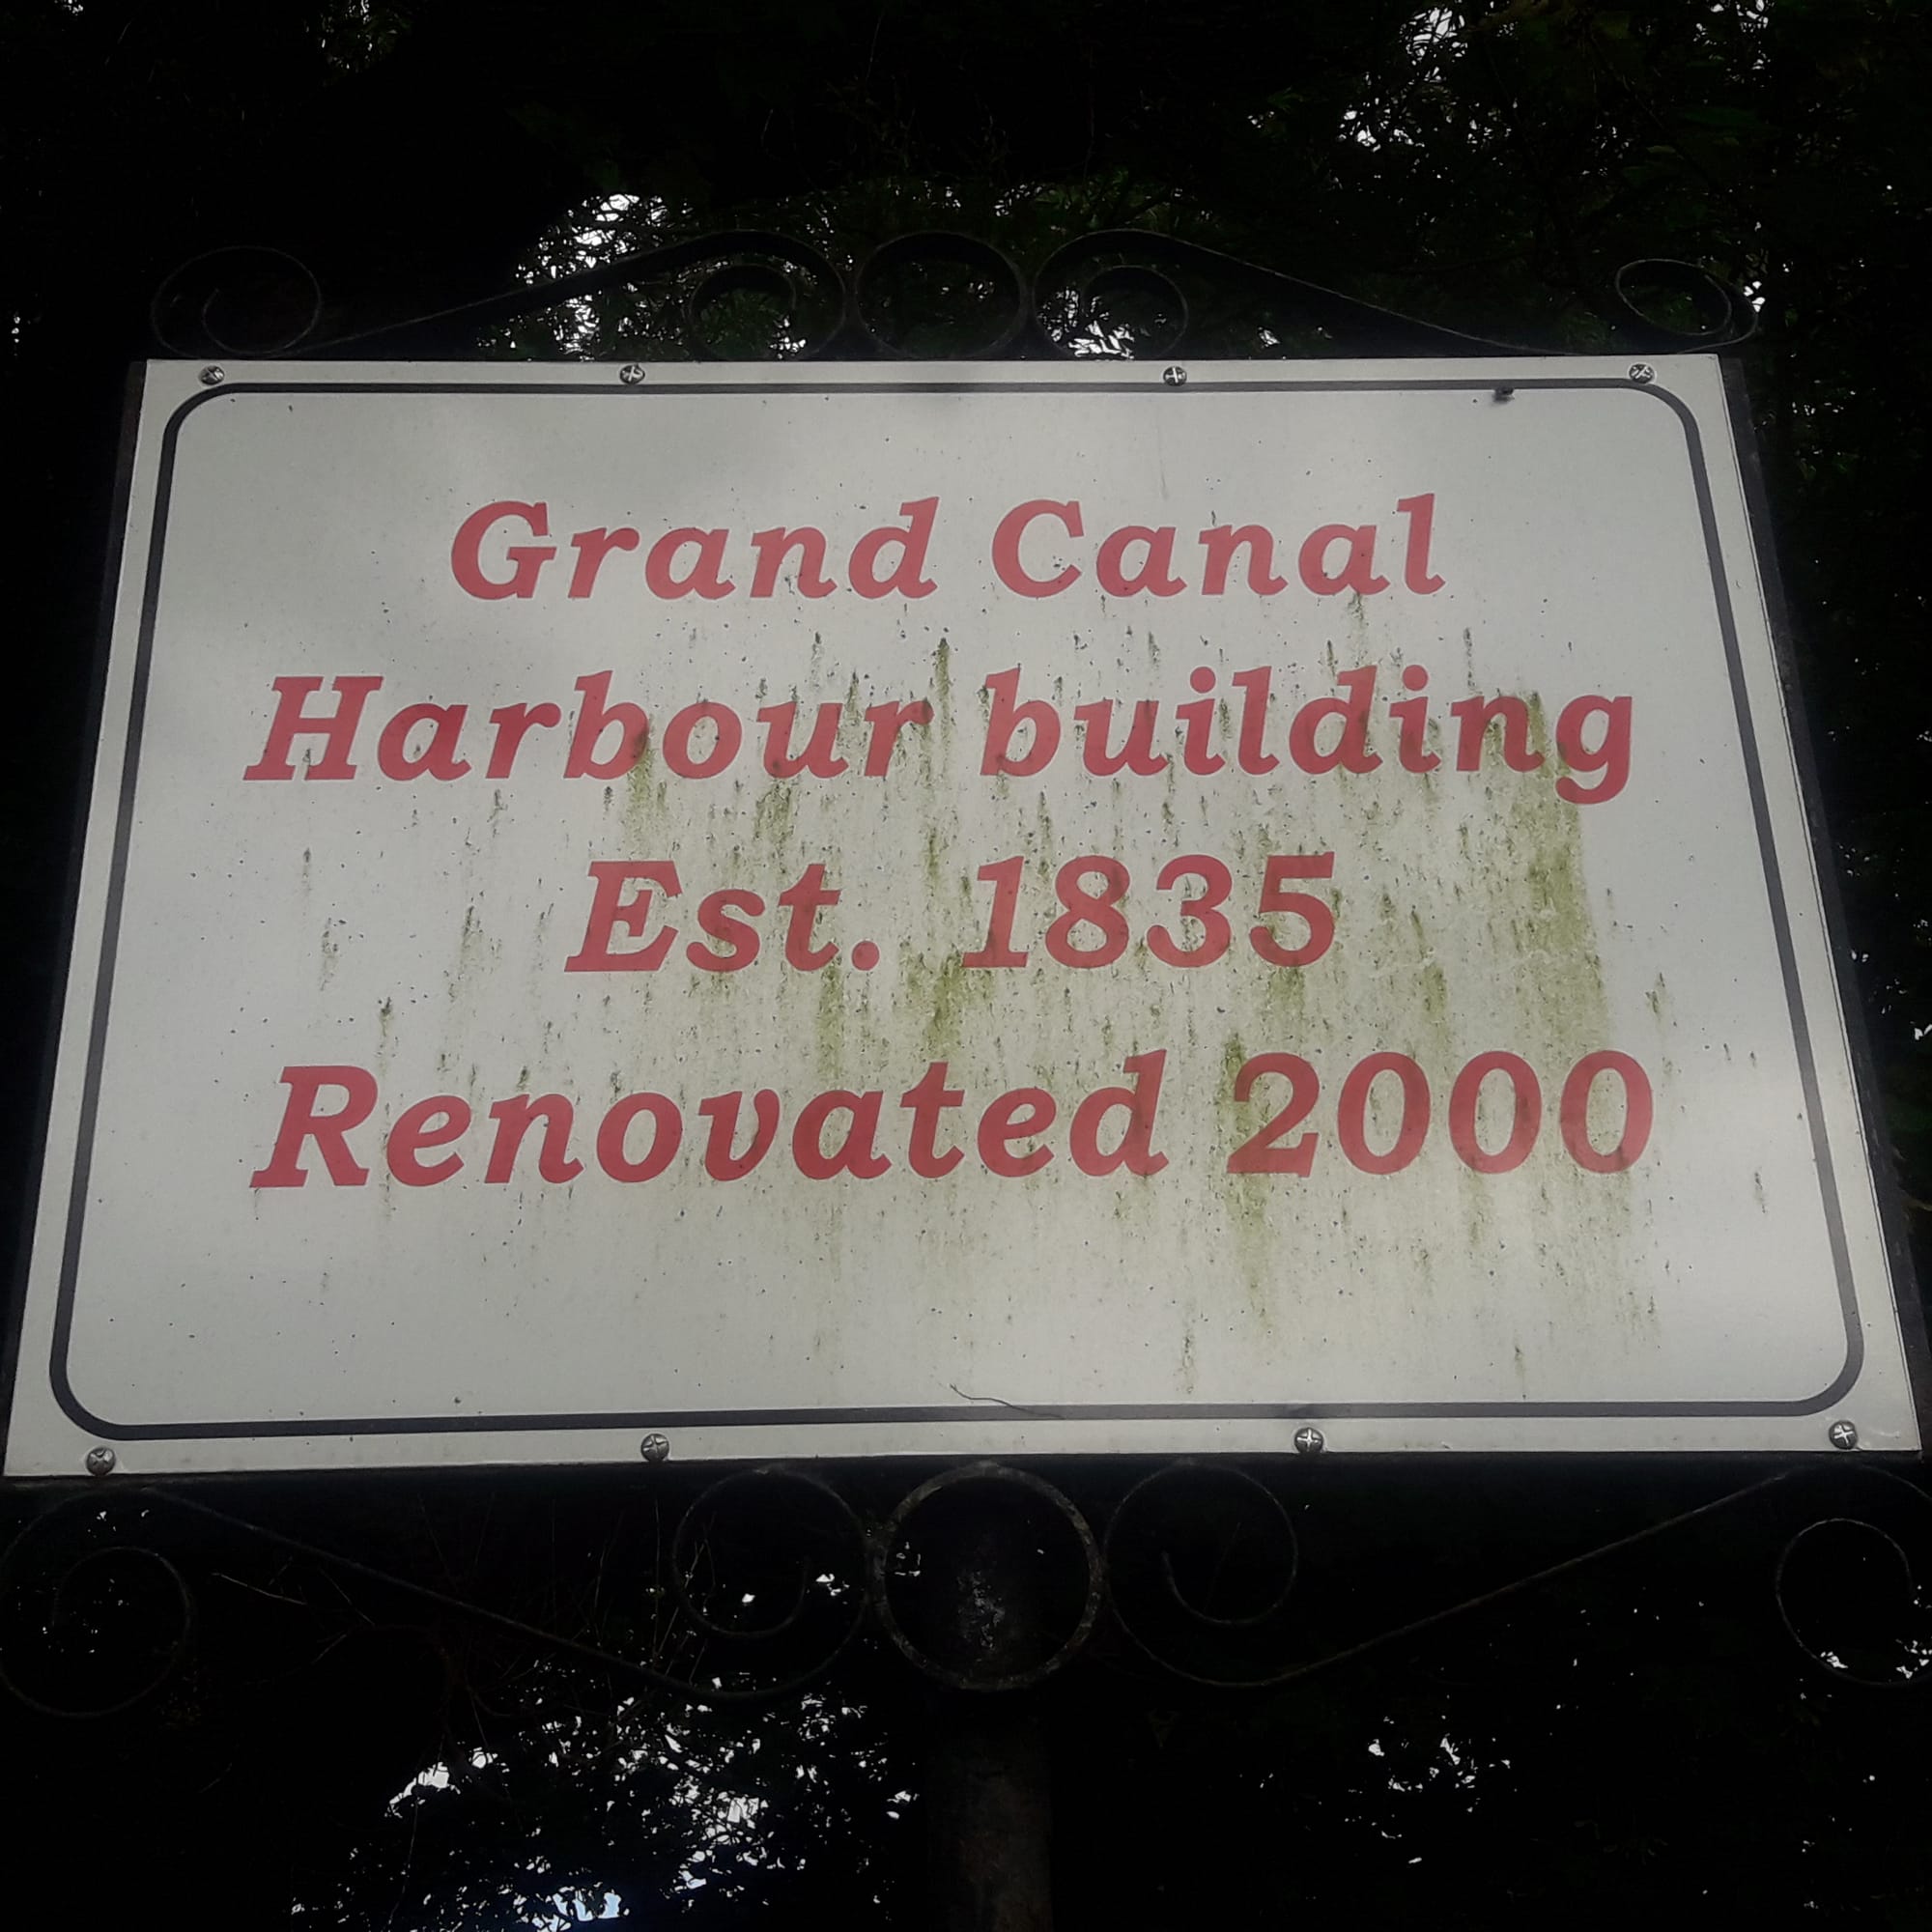 Grand Canal
Harbour building
Est. 1835
Renovated 2000